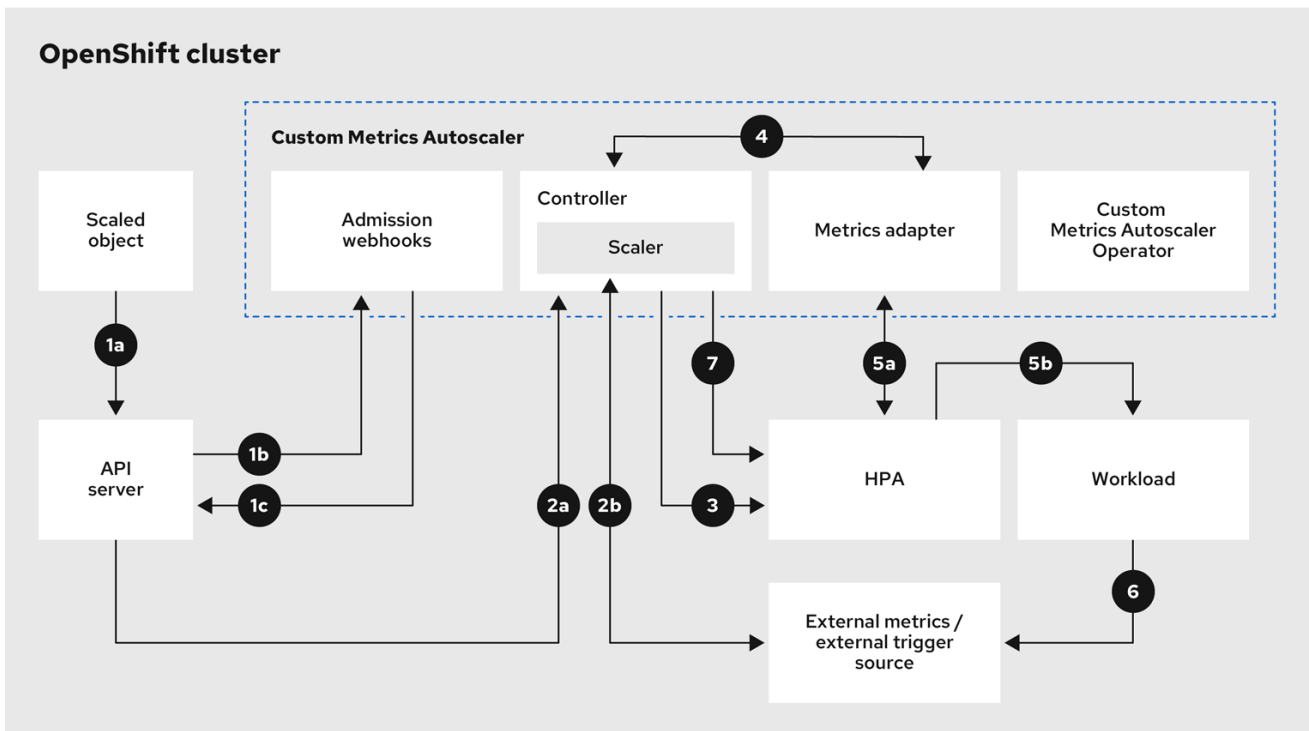 OpenShift cluster
Custom Metrics Autoscaler
4
Scaled
object
Admission
webhooks
Controller
Scaler
Metrics adapter
Custom
Metrics Autoscaler
Operator
1a
7
5a
5b
API
server
1b
1c
2a
2b
3
HPA
Workload
6
External metrics /
external trigger
source